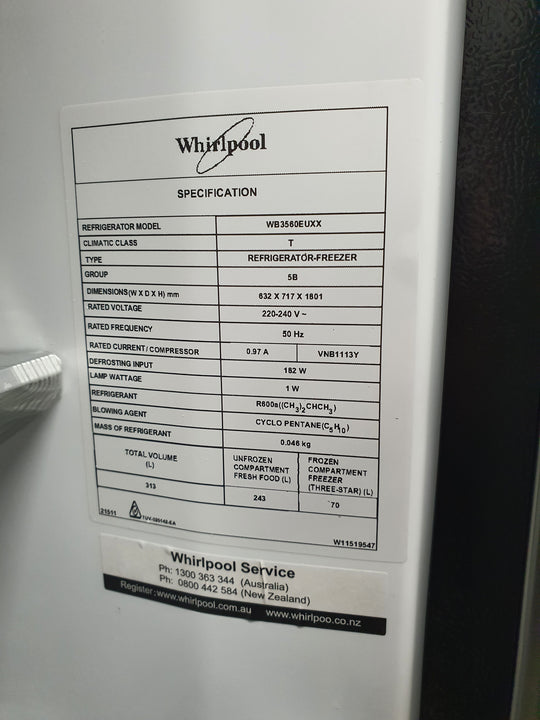 Whirlpool
SPECIFICATION
REFRIGERATOR MODEL WB3560EUXX
CLIMATIC CLASS T
TYPE REFRIGERATOR-FREEZER
GROUP 5B
DIMENSIONS(W X D X H) mm 632 X 717 X 1801
RATED VOLTAGE 220-240 V ~
RATED FREQUENCY 50 Hz
RATED CURRENT/COMPRESSOR 0.97 A VNB1113Y
DEFROSTING INPUT 182 W
LAMP WATTAGE 1 W
REFRIGERANT R600a((CH3)2CHCH3)
BLOWING AGENT CYCLO PENTANE(C5H10)
MASS OF REFRIGERANT 0.046 kg
TOTAL VOLUME
(L)
UNFROZEN
COMPARTMENT
FRESH FOOD (L)
FROZEN
COMPARTMENT
FREEZER
(THREE-STAR) (L)
313 243 70
21511
W11519547
Whirlpool Service
Ph: 1300 363 344 (Australia)
Ph: 0800 442 584 (New Zealand)
Register:www.whirlpool.com.au www.whirlpoo.co.nz